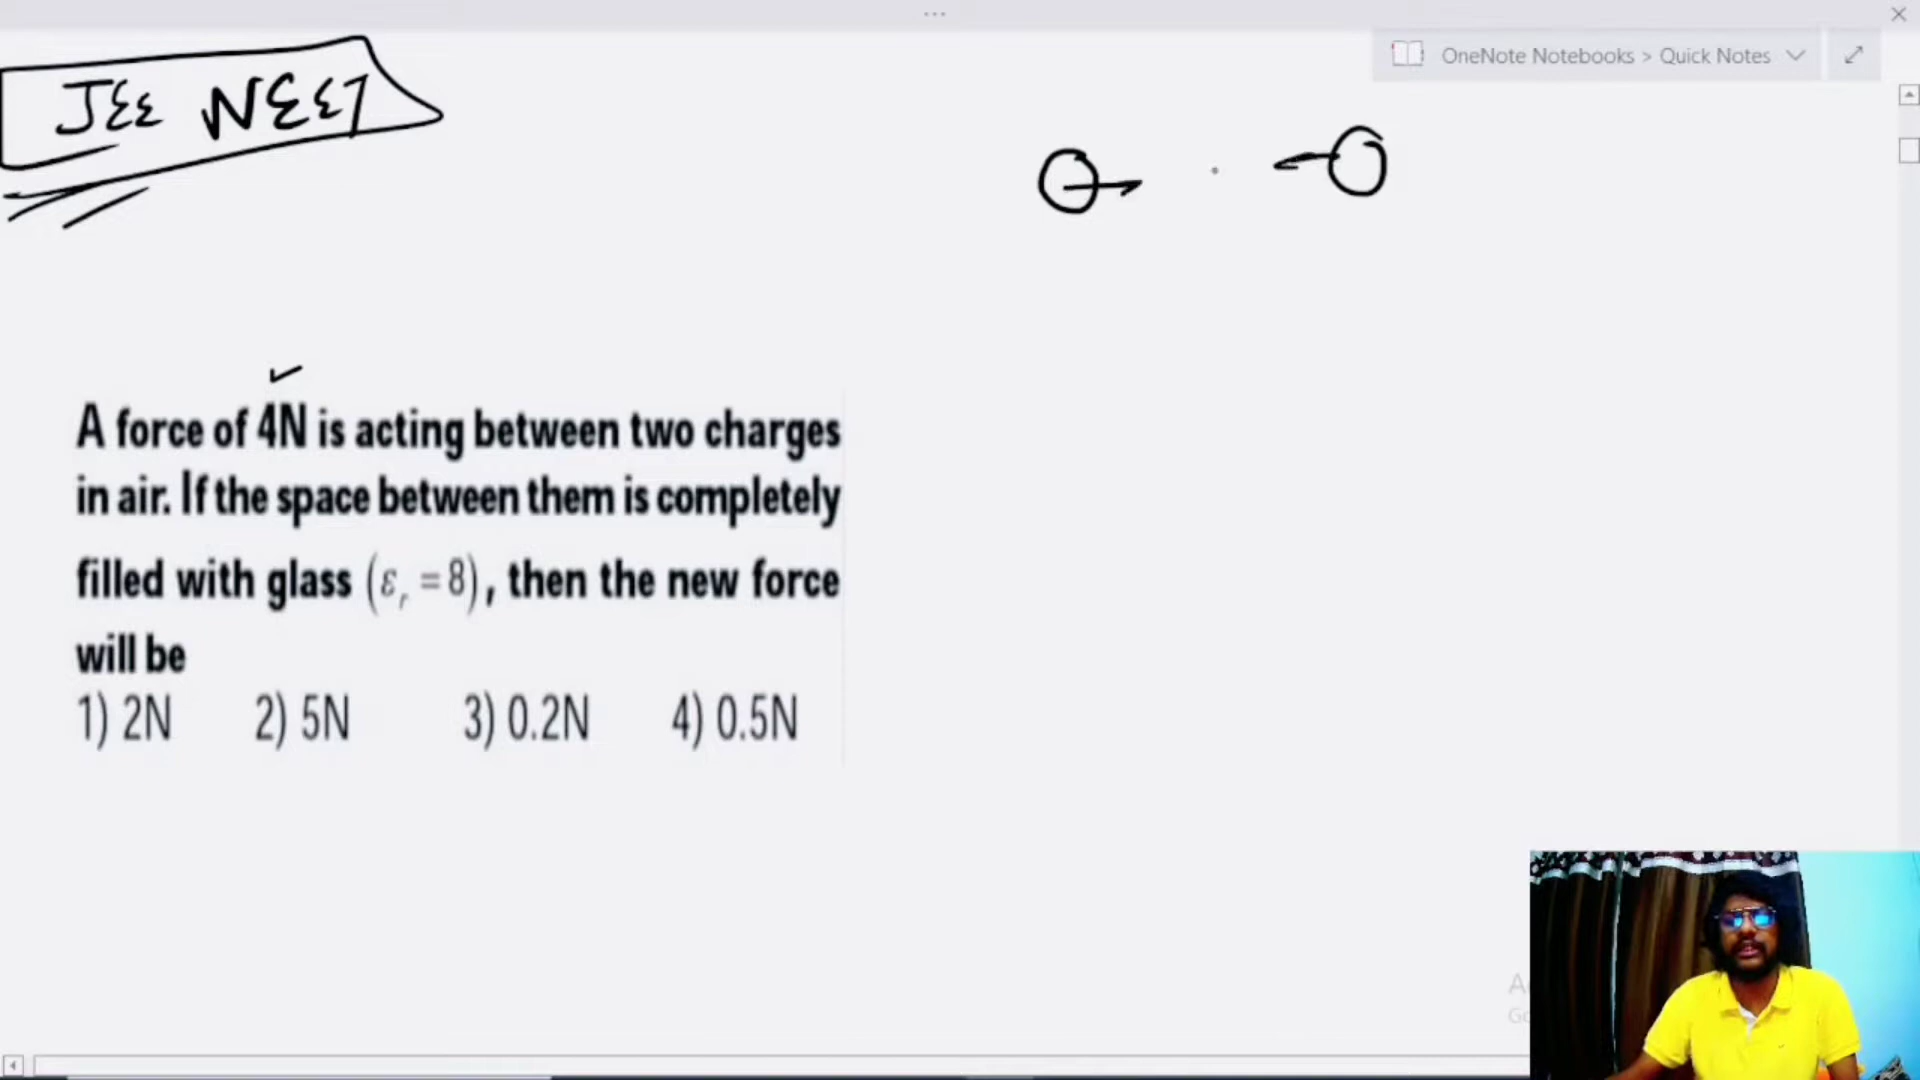 OneNote Notebooks > Quick Notes
JEE NEET
A force of 4N is acting between two charges
in air. If the space between them is completely
filled with glass (εr = 8), then the new force
will be
1) 2N 2) 5N 3) 0.2N 4) 0.5N